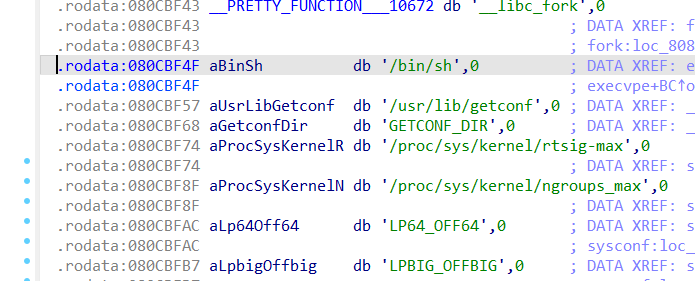 .rodata:080CBF43 __PRETTY_FUNCTION___10672 db '__libc_fork',0
.rodata:080CBF43 ; DATA XREF: f
.rodata:080CBF43 ; fork:loc_808
.rodata:080CBF4F aBinSh db '/bin/sh',0 ; DATA XREF: e
.rodata:080CBF4F ; execvpe+BC↑o
.rodata:080CBF57 aUsrLibGetconf db '/usr/lib/getconf',0 ; DATA XREF: _
.rodata:080CBF68 aGetconfDir db 'GETCONF_DIR',0 ; DATA XREF: _
.rodata:080CBF74 aProcSysKernelR db '/proc/sys/kernel/rtsig-max',0
.rodata:080CBF74 ; DATA XREF: s
.rodata:080CBF8F aProcSysKernelN db '/proc/sys/kernel/ngroups_max',0
.rodata:080CBF8F ; DATA XREF: s
.rodata:080CBFAC aLp64Off64 db 'LP64_OFF64',0 ; DATA XREF: s
.rodata:080CBFAC ; sysconf:loc_
.rodata:080CBFB7 aLpbigOffbig db 'LPBIG_OFFBIG',0 ; DATA XREF: s